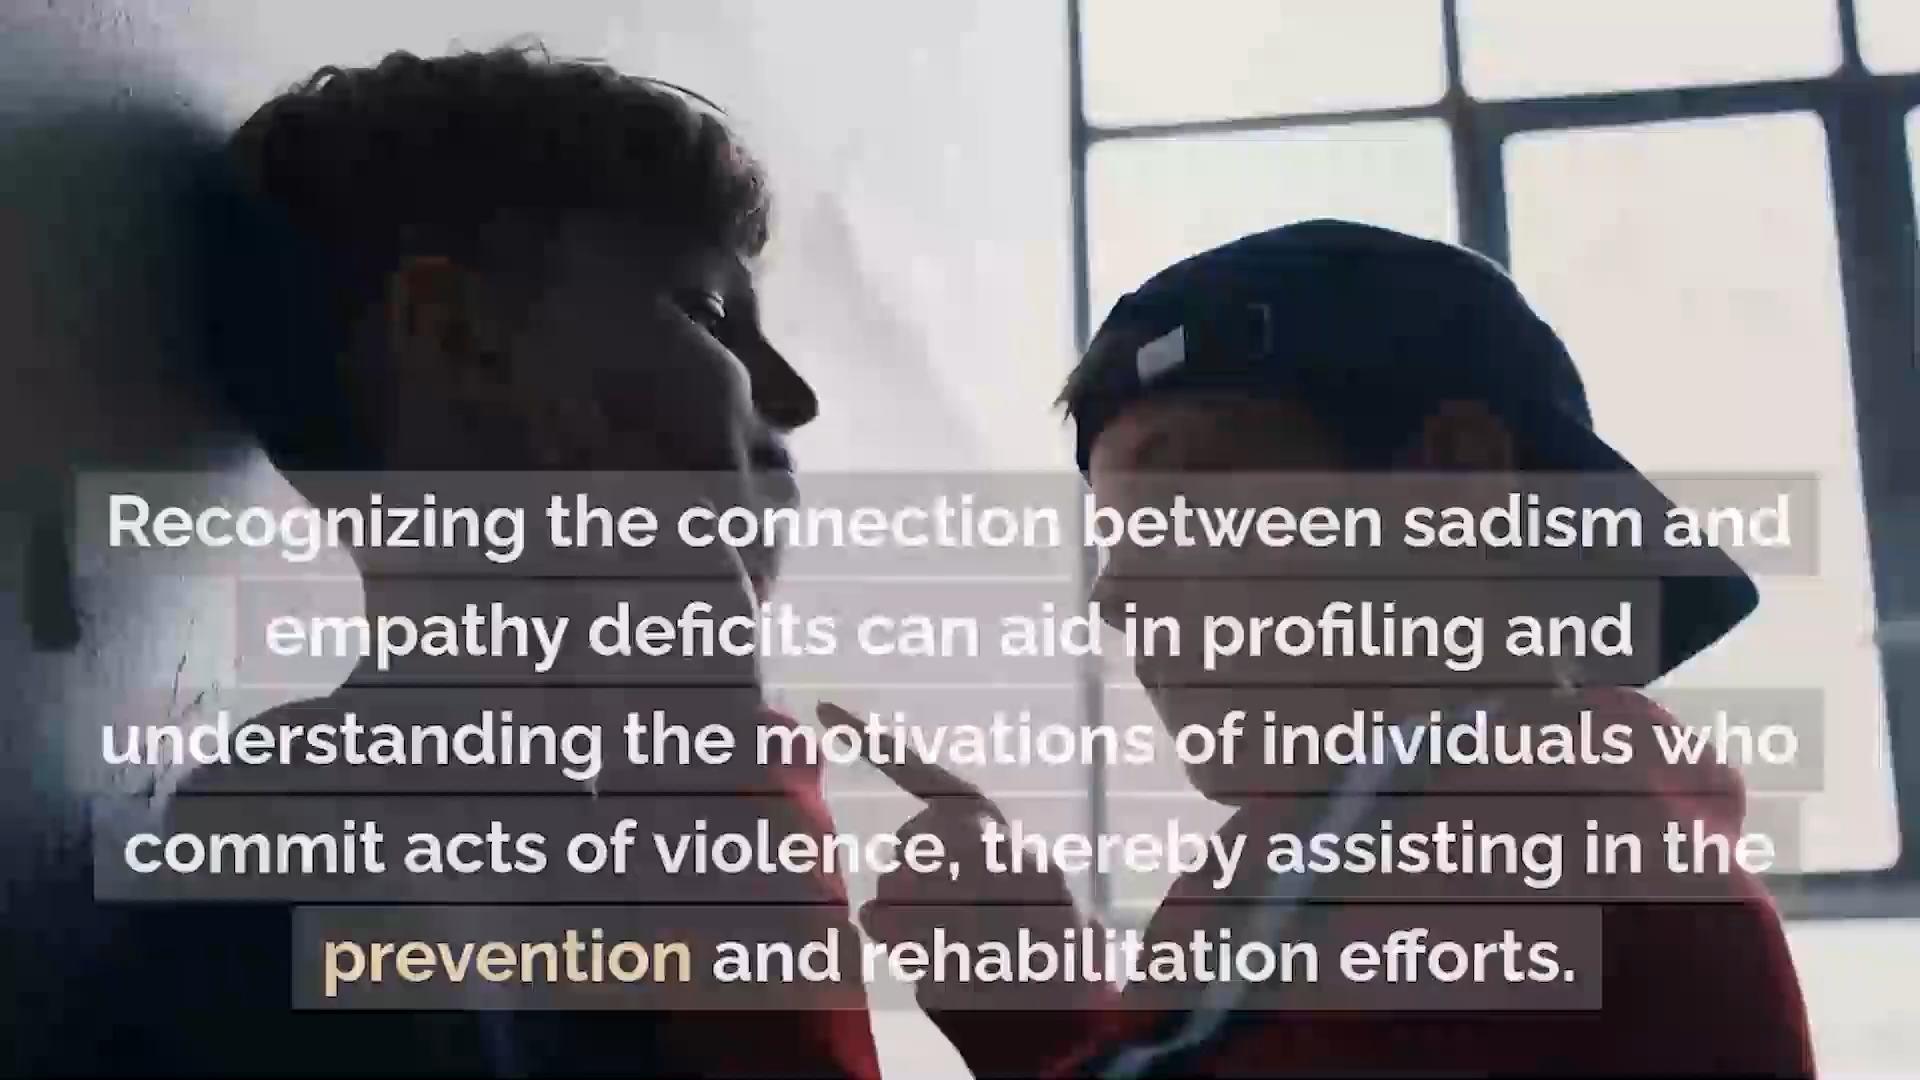 Recognizing the connection between sadism and
empathy deficits can aid in profiling and
understanding the motivations of individuals who
commit acts of violence, thereby assisting in the
prevention and rehabilitation efforts.